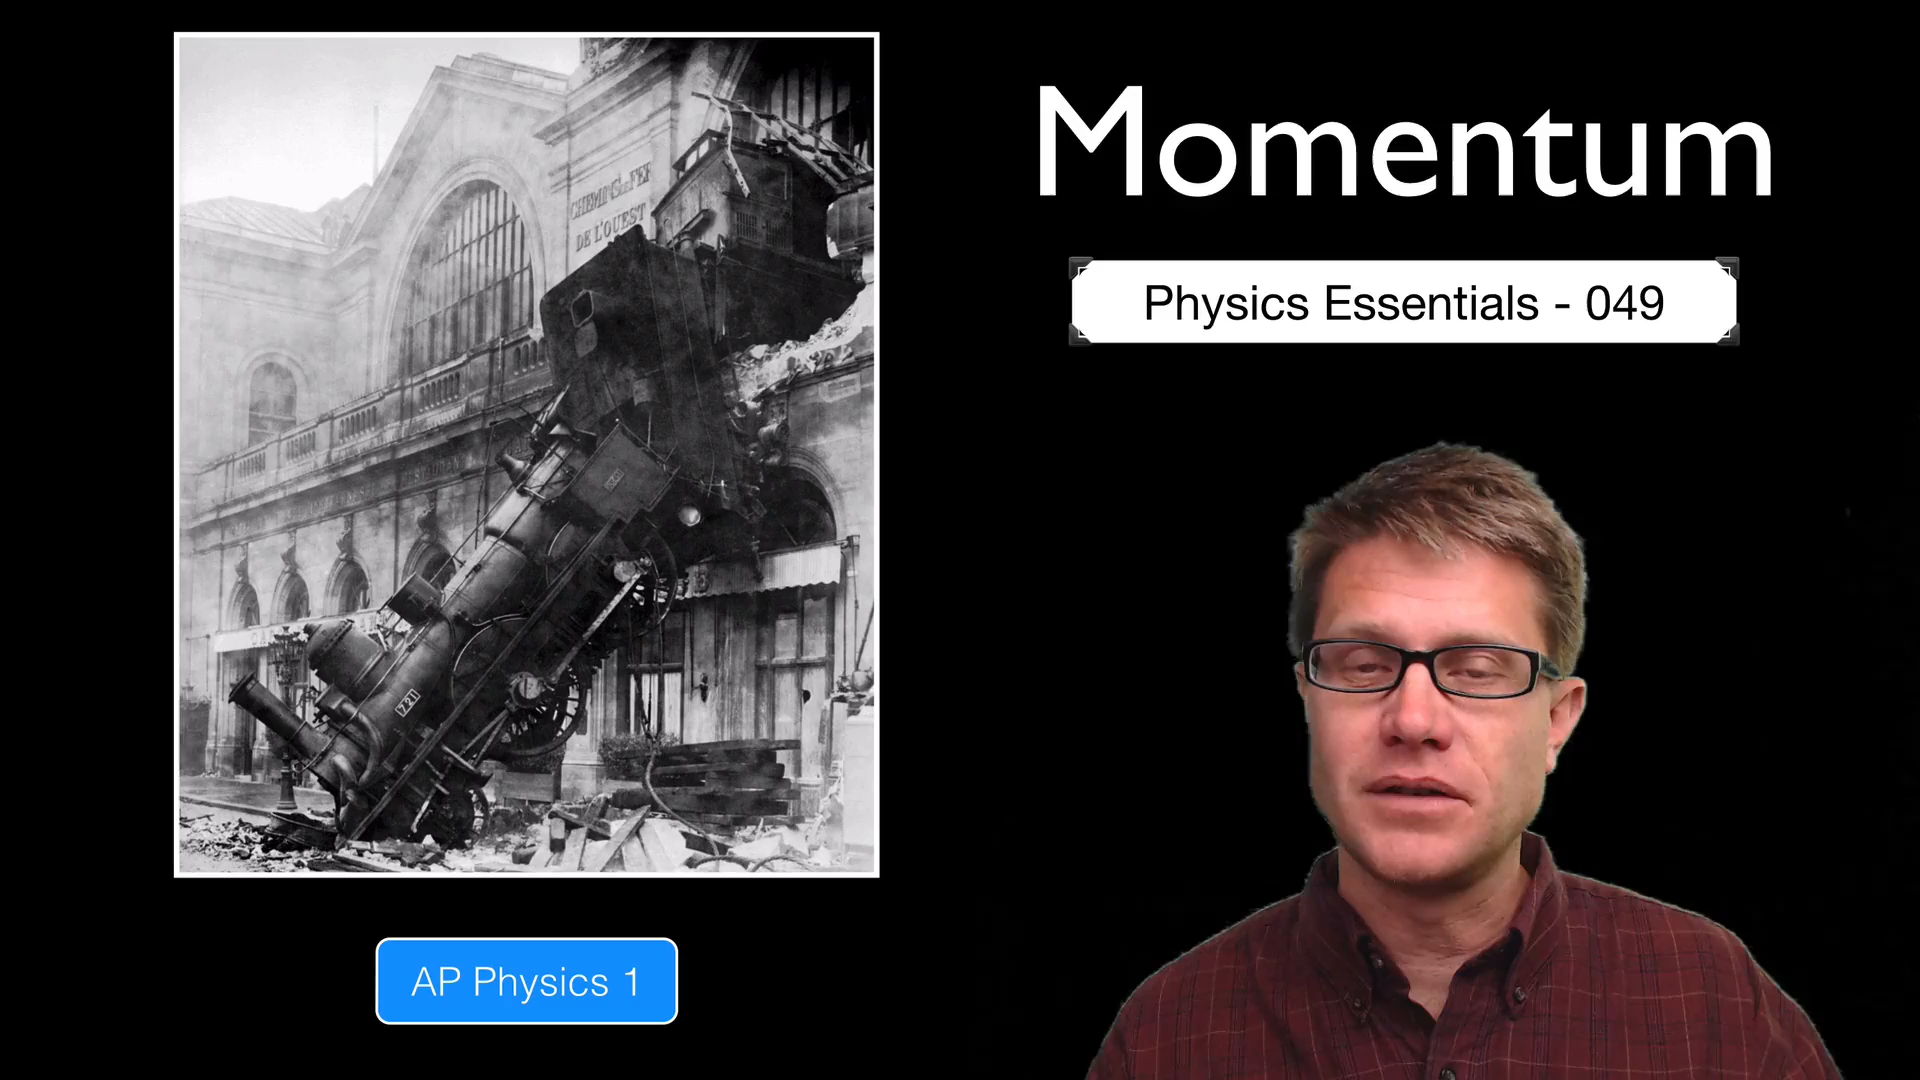 Momentum
Physics Essentials - 049
CHEMINS DE FER
DE L'OUEST
721
AP Physics 1